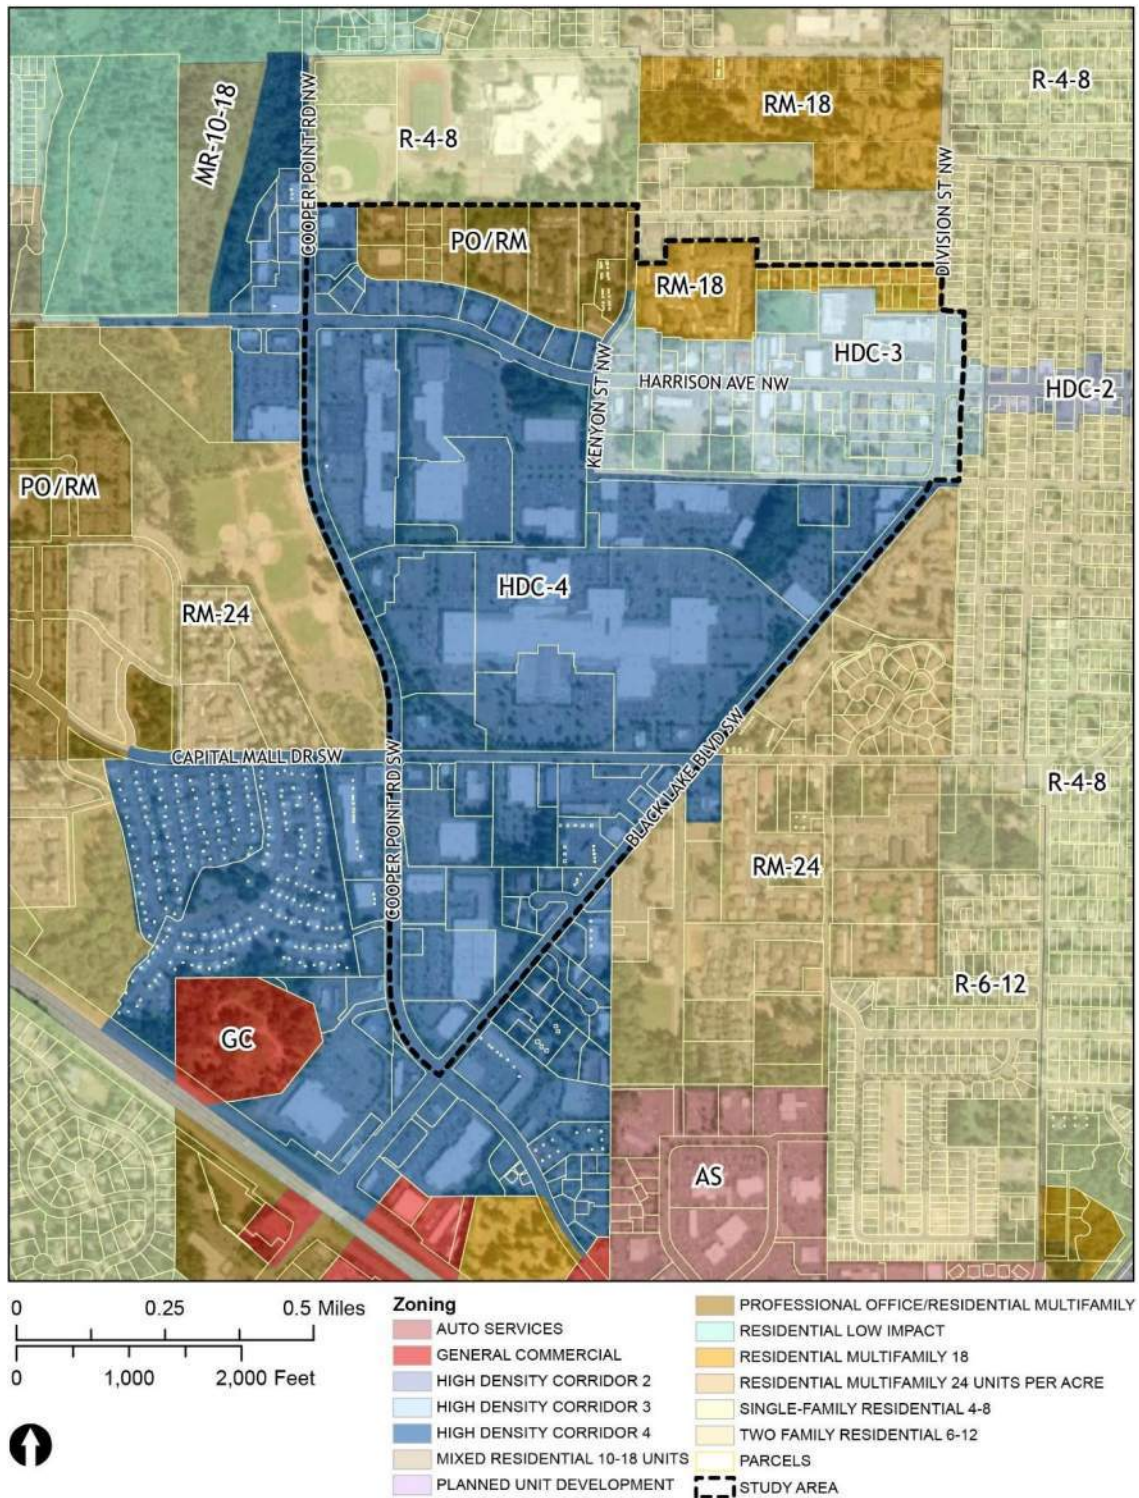 R-4-8
RM-18
MR-10-18
R-4-8
COOPER POINT RD NW
DIVISION ST NW
PO/RM
RM-18
HDC-3
HARRISON AVE NW
HDC-2
KENYON ST NW
PO/RM
HDC-4
RM-24
CAPITAL MALL DR SW
BLACK LAKE BLVD SW
R-4-8
COOPER POINT RD SW
RM-24
R-6-12
GC
AS
0 0.25 0.5 Miles
0 1,000 2,000 Feet
Zoning
AUTO SERVICES
GENERAL COMMERCIAL
HIGH DENSITY CORRIDOR 2
HIGH DENSITY CORRIDOR 3
HIGH DENSITY CORRIDOR 4
MIXED RESIDENTIAL 10-18 UNITS
PLANNED UNIT DEVELOPMENT
PROFESSIONAL OFFICE/RESIDENTIAL MULTIFAMILY
RESIDENTIAL LOW IMPACT
RESIDENTIAL MULTIFAMILY 18
RESIDENTIAL MULTIFAMILY 24 UNITS PER ACRE
SINGLE-FAMILY RESIDENTIAL 4-8
TWO FAMILY RESIDENTIAL 6-12
PARCELS
STUDY AREA